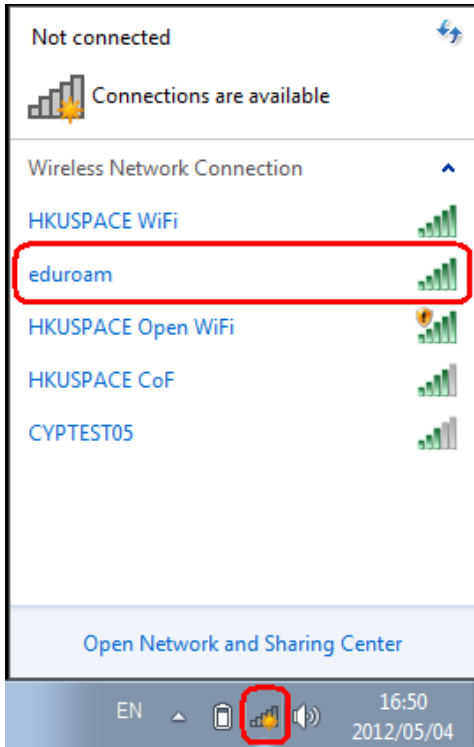 Not connected
Connections are available
Wireless Network Connection
HKUSPACE WiFi
eduroam
HKUSPACE Open WiFi
HKUSPACE CoF
CYPTEST05
Open Network and Sharing Center
EN
16:50
2012/05/04